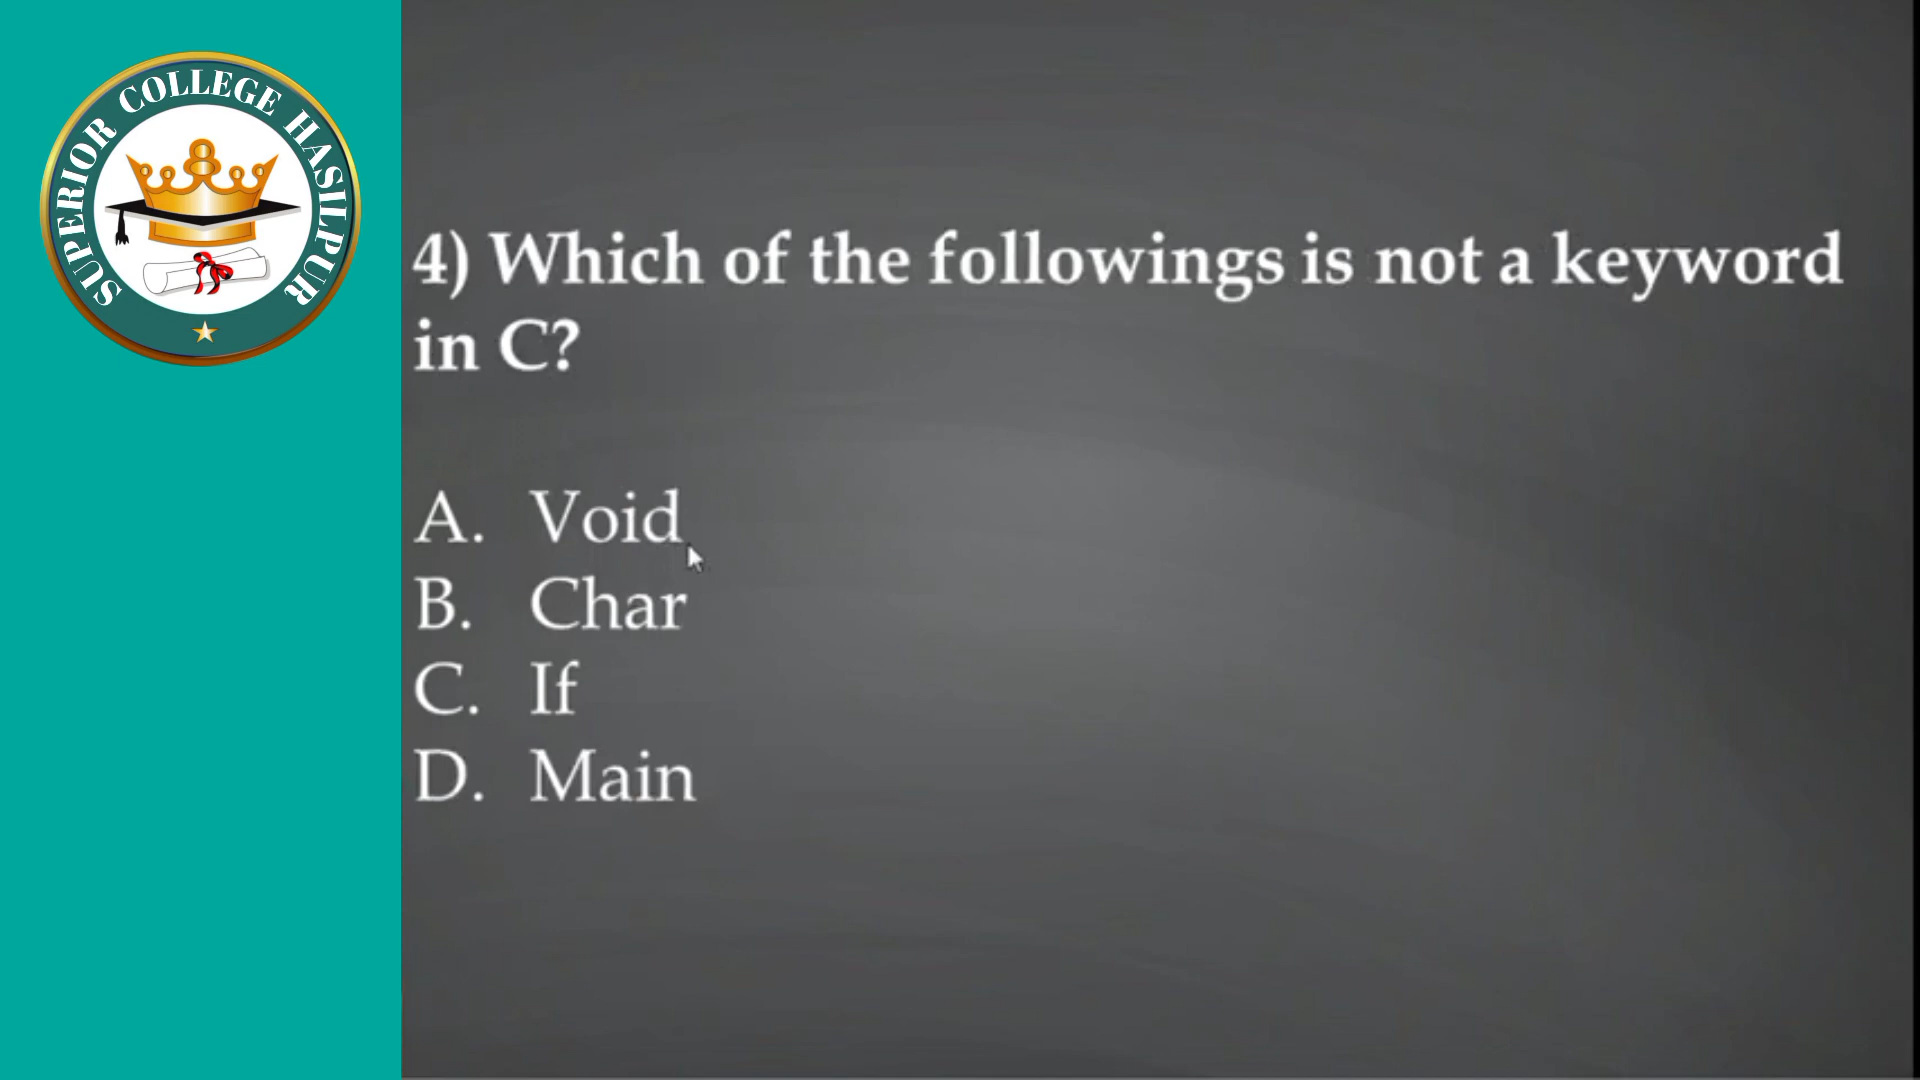 SUPERIOR COLLEGE HASILPUR
4) Which of the followings is not a keyword
in C?
A. Void
B. Char
C. If
D. Main